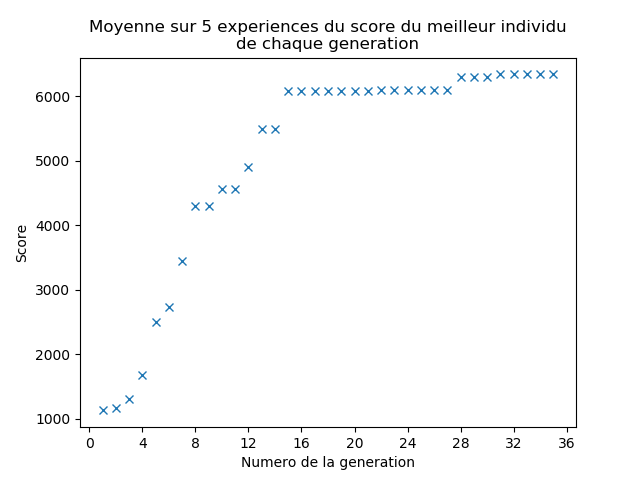 Moyenne sur 5 experiences du score du meilleur individu
de chaque generation
6000
5000
4000
3000
2000
1000
Score
0 4 8 12 16 20 24 28 32 36
Numero de la generation